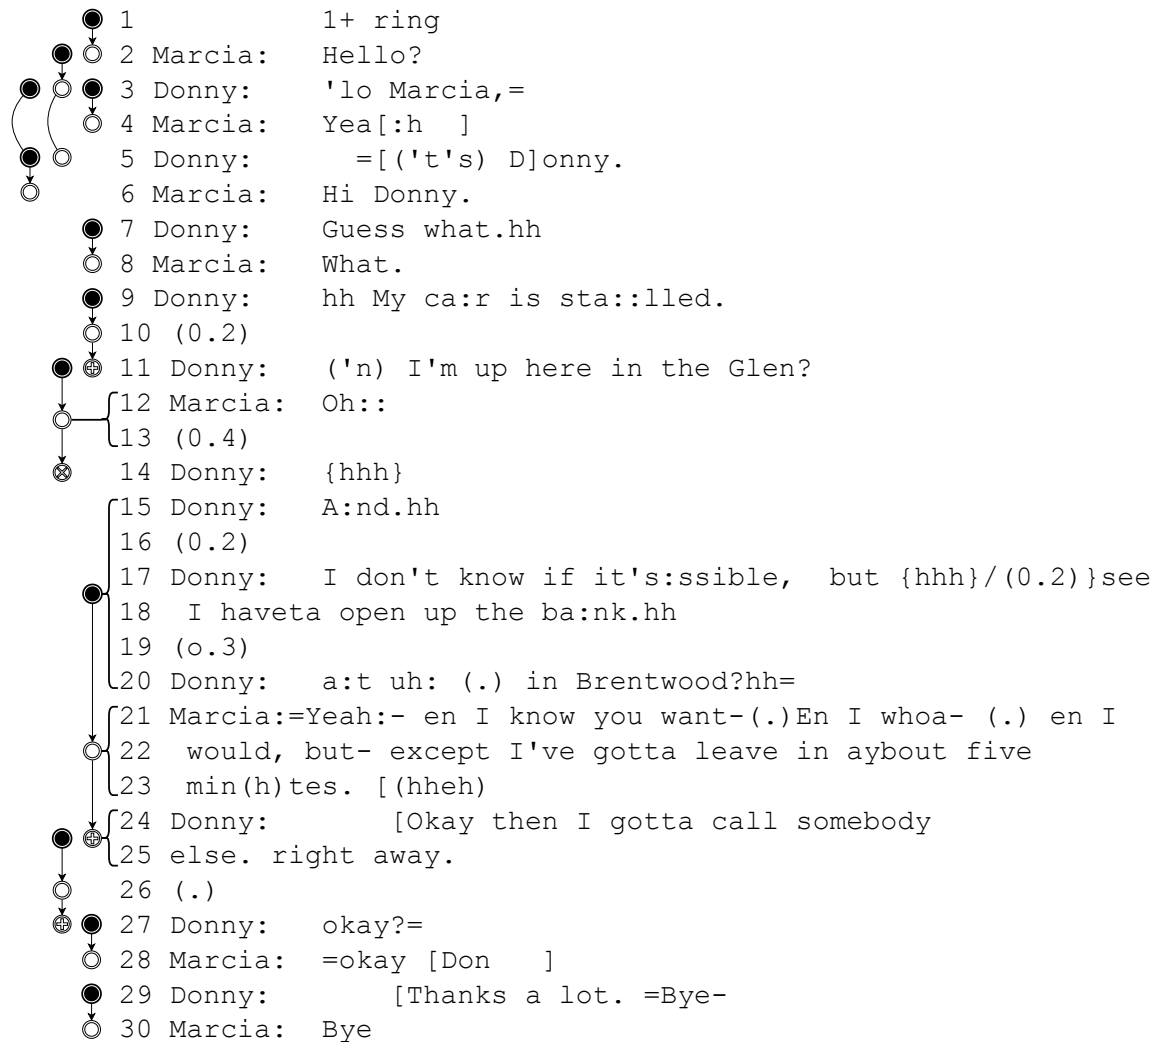 1 1+ ring
2 Marcia: Hello?
3 Donny: 'lo Marcia,=
4 Marcia: Yea[:h ]
5 Donny: =[('t's) D]onny.
6 Marcia: Hi Donny.
7 Donny: Guess what.hh
8 Marcia: What.
9 Donny: hh My ca:r is sta::lled.
10 (0.2)
11 Donny: ('n) I'm up here in the Glen?
12 Marcia: Oh::
13 (0.4)
14 Donny: {hhh}
15 Donny: A:nd.hh
16 (0.2)
17 Donny: I don't know if it's:ssible, but {hhh}/(0.2)}see
18 I haveta open up the ba:nk.hh
19 (o.3)
20 Donny: a:t uh: (.) in Brentwood?hh=
21 Marcia:=Yeah:- en I know you want-(.)En I whoa- (.) en I
22 would, but- except I've gotta leave in aybout five
23 min(h)tes. [(hheh)
24 Donny: [Okay then I gotta call somebody
25 else. right away.
26 (.)
27 Donny: okay?=
28 Marcia: =okay [Don ]
29 Donny: [Thanks a lot. =Bye-
30 Marcia: Bye